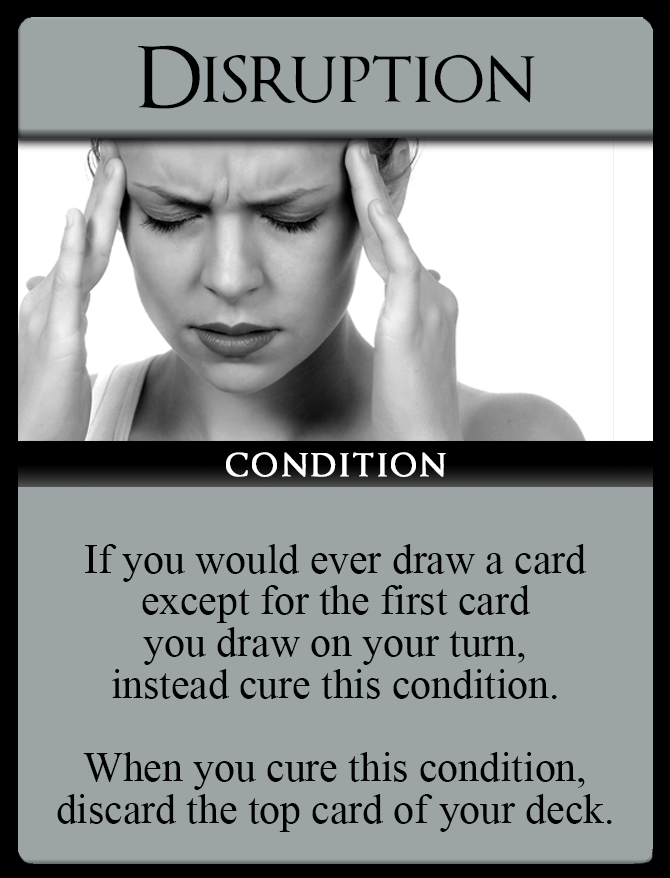 DISRUPTION
CONDITION
If you would ever draw a card
except for the first card
you draw on your turn,
instead cure this condition.
When you cure this condition,
discard the top card of your deck.